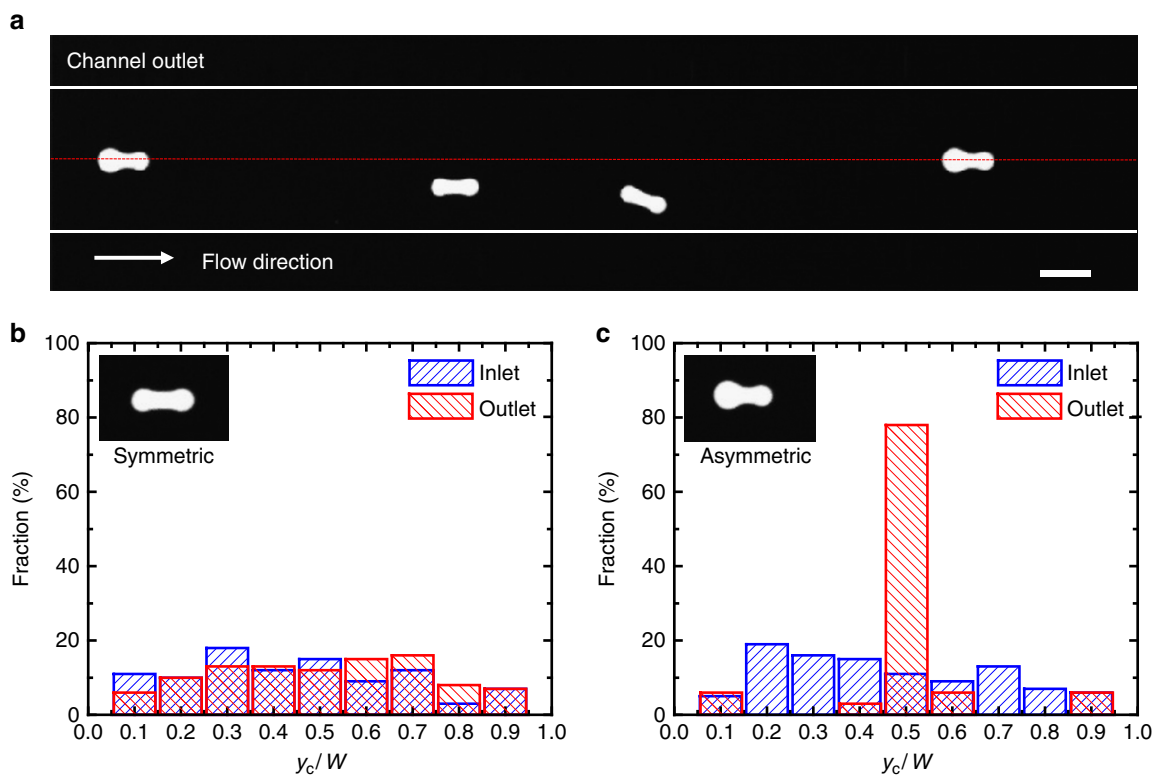 a
Channel outlet
Flow direction
b
100
80
60
40
20
0
Fraction (%)
Symmetric
Inlet
Outlet
0.0 0.1 0.2 0.3 0.4 0.5 0.6 0.7 0.8 0.9 1.0
yc/W
c
100
80
60
40
20
0
Fraction (%)
Asymmetric
Inlet
Outlet
0.0 0.1 0.2 0.3 0.4 0.5 0.6 0.7 0.8 0.9 1.0
yc/W